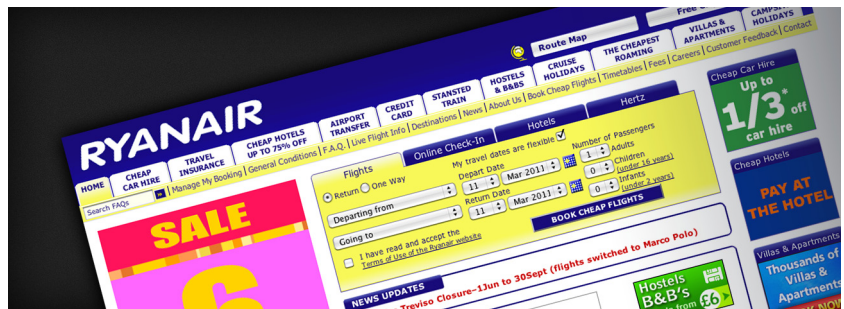 Route Map
Free
RYANAIR
HOME
CHEAP
CAR HIRE
TRAVEL
INSURANCE
CHEAP HOTELS
UP TO 75% OFF
AIRPORT
TRANSFER
CREDIT
CARD
STANSTED
TRAIN
HOSTELS
& B&BS
CRUISE
HOLIDAYS
THE CHEAPEST
ROAMING
VILLAS &
APARTMENTS
HOLIDAYS
Manage My Booking | General Conditions | F.A.Q. | Live Flight Info | Destinations | News | About Us | Book Cheap Flights | Timetables | Fees | Careers | Customer Feedback | Contact
Search FAQs
SALE
6
Flights
Online Check-In
Hotels
Hertz
Return One Way
My travel dates are flexible
Number of Passengers
Departing from
Depart Date
11 Mar 2011
1 Adults
Going to
Return Date
11 Mar 2011
0 Children
(under 16 years)
0 Infants
(under 2 years)
I have read and accept the
Terms of Use of the Ryanair website
BOOK CHEAP FLIGHTS
NEWS UPDATES
Treviso Closure-1Jun to 30Sept (flights switched to Marco Polo)
Hostels
B&B's
from £6
Cheap Car Hire
Up to
1/3* off
car hire
Cheap Hotels
PAY AT
THE HOTEL
Villas & Apartments
Thousands of
Villas &
Apartments